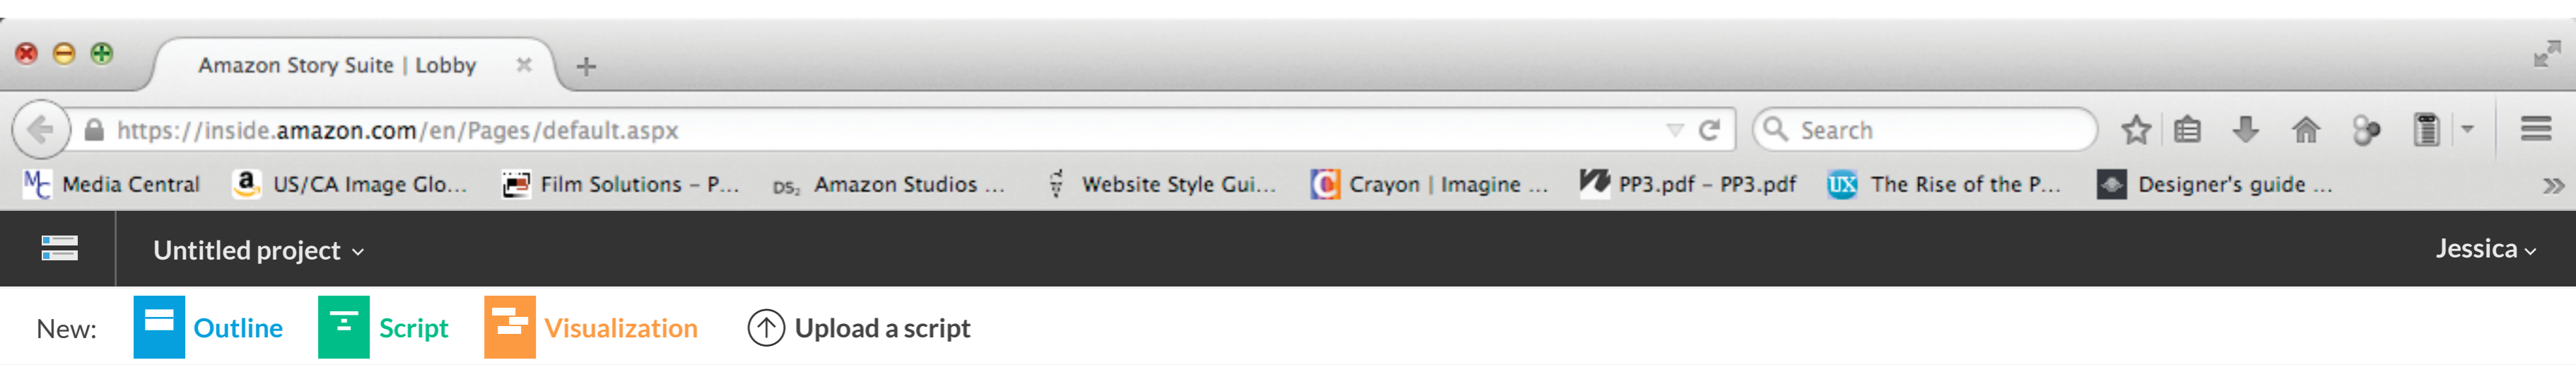 Amazon Story Suite | Lobby
https://inside.amazon.com/en/Pages/default.aspx Search
Media Central US/CA Image Glo... Film Solutions – P... DS2 Amazon Studios ... Website Style Gui... Crayon | Imagine ... PP3.pdf – PP3.pdf UX The Rise of the P... Designer's guide ...
Untitled project Jessica
New: Outline Script Visualization Upload a script